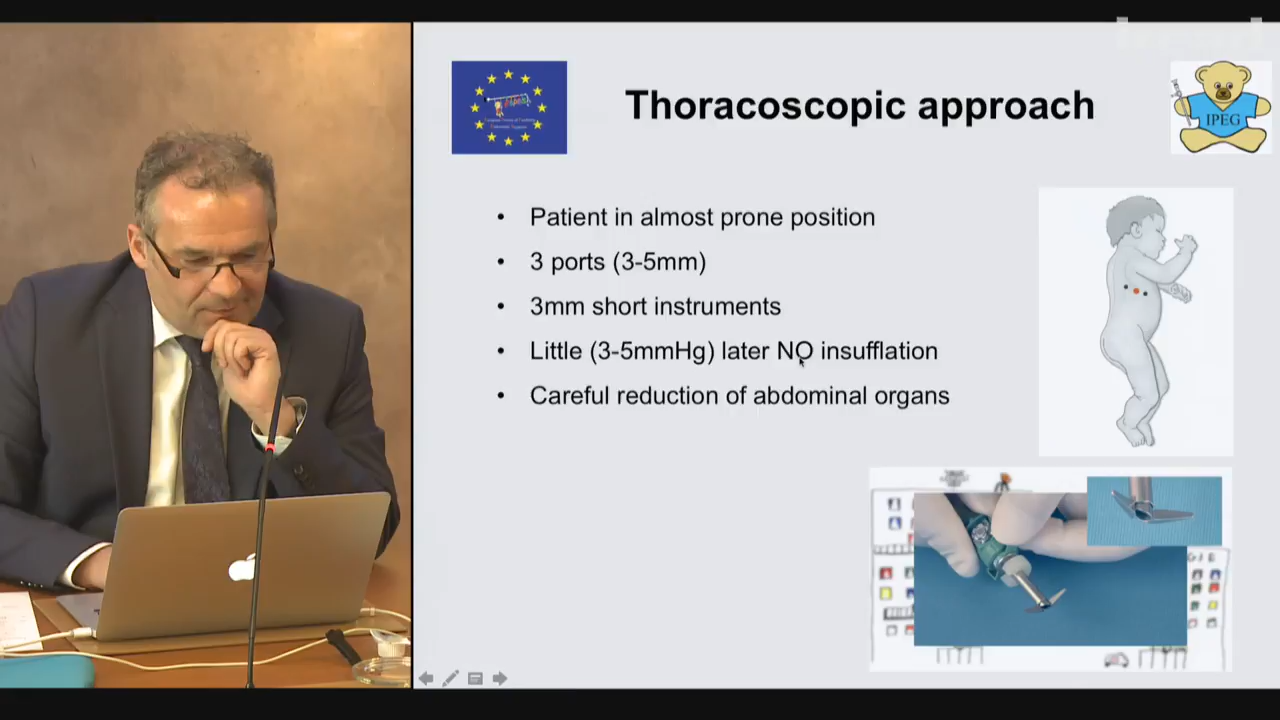 Thoracoscopic approach
IPEG
• Patient in almost prone position
• 3 ports (3-5mm)
• 3mm short instruments
• Little (3-5mmHg) later NO insufflation
• Careful reduction of abdominal organs